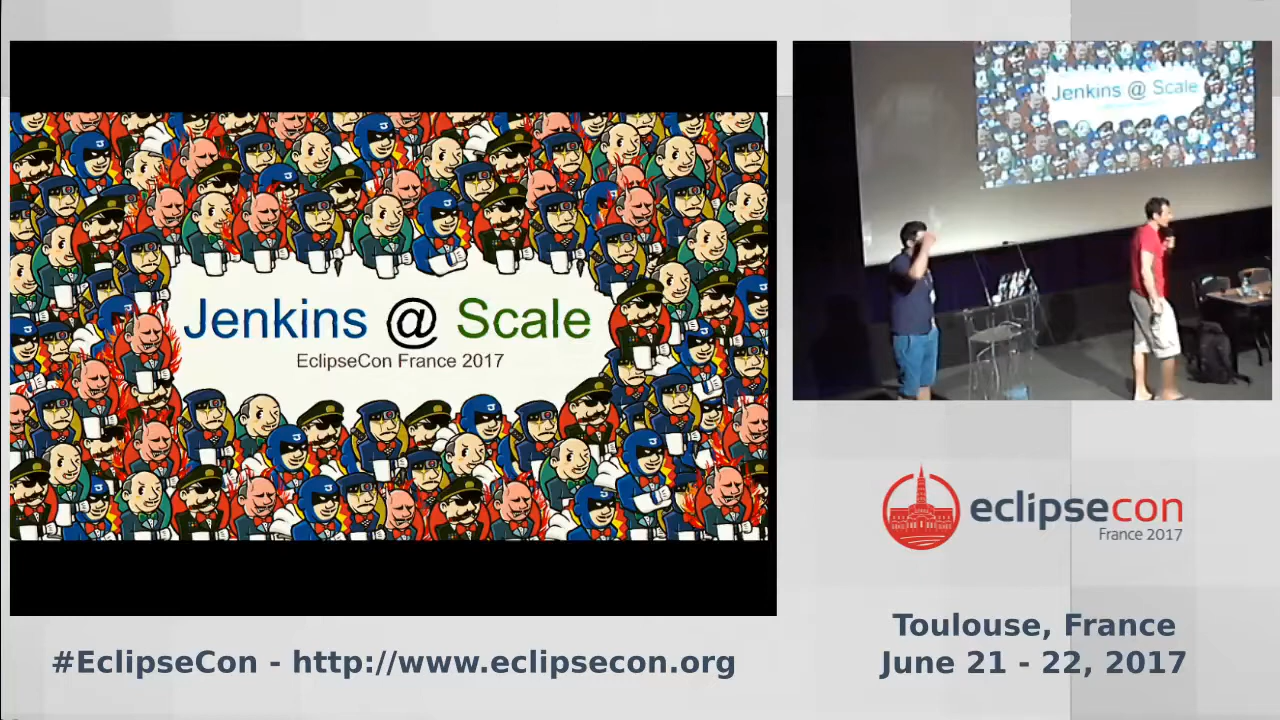 Jenkins @ Scale
EclipseCon France 2017
Jenkins @ Scale
eclipsecon
France 2017
Toulouse, France
June 21 - 22, 2017
#EclipseCon - http://www.eclipsecon.org